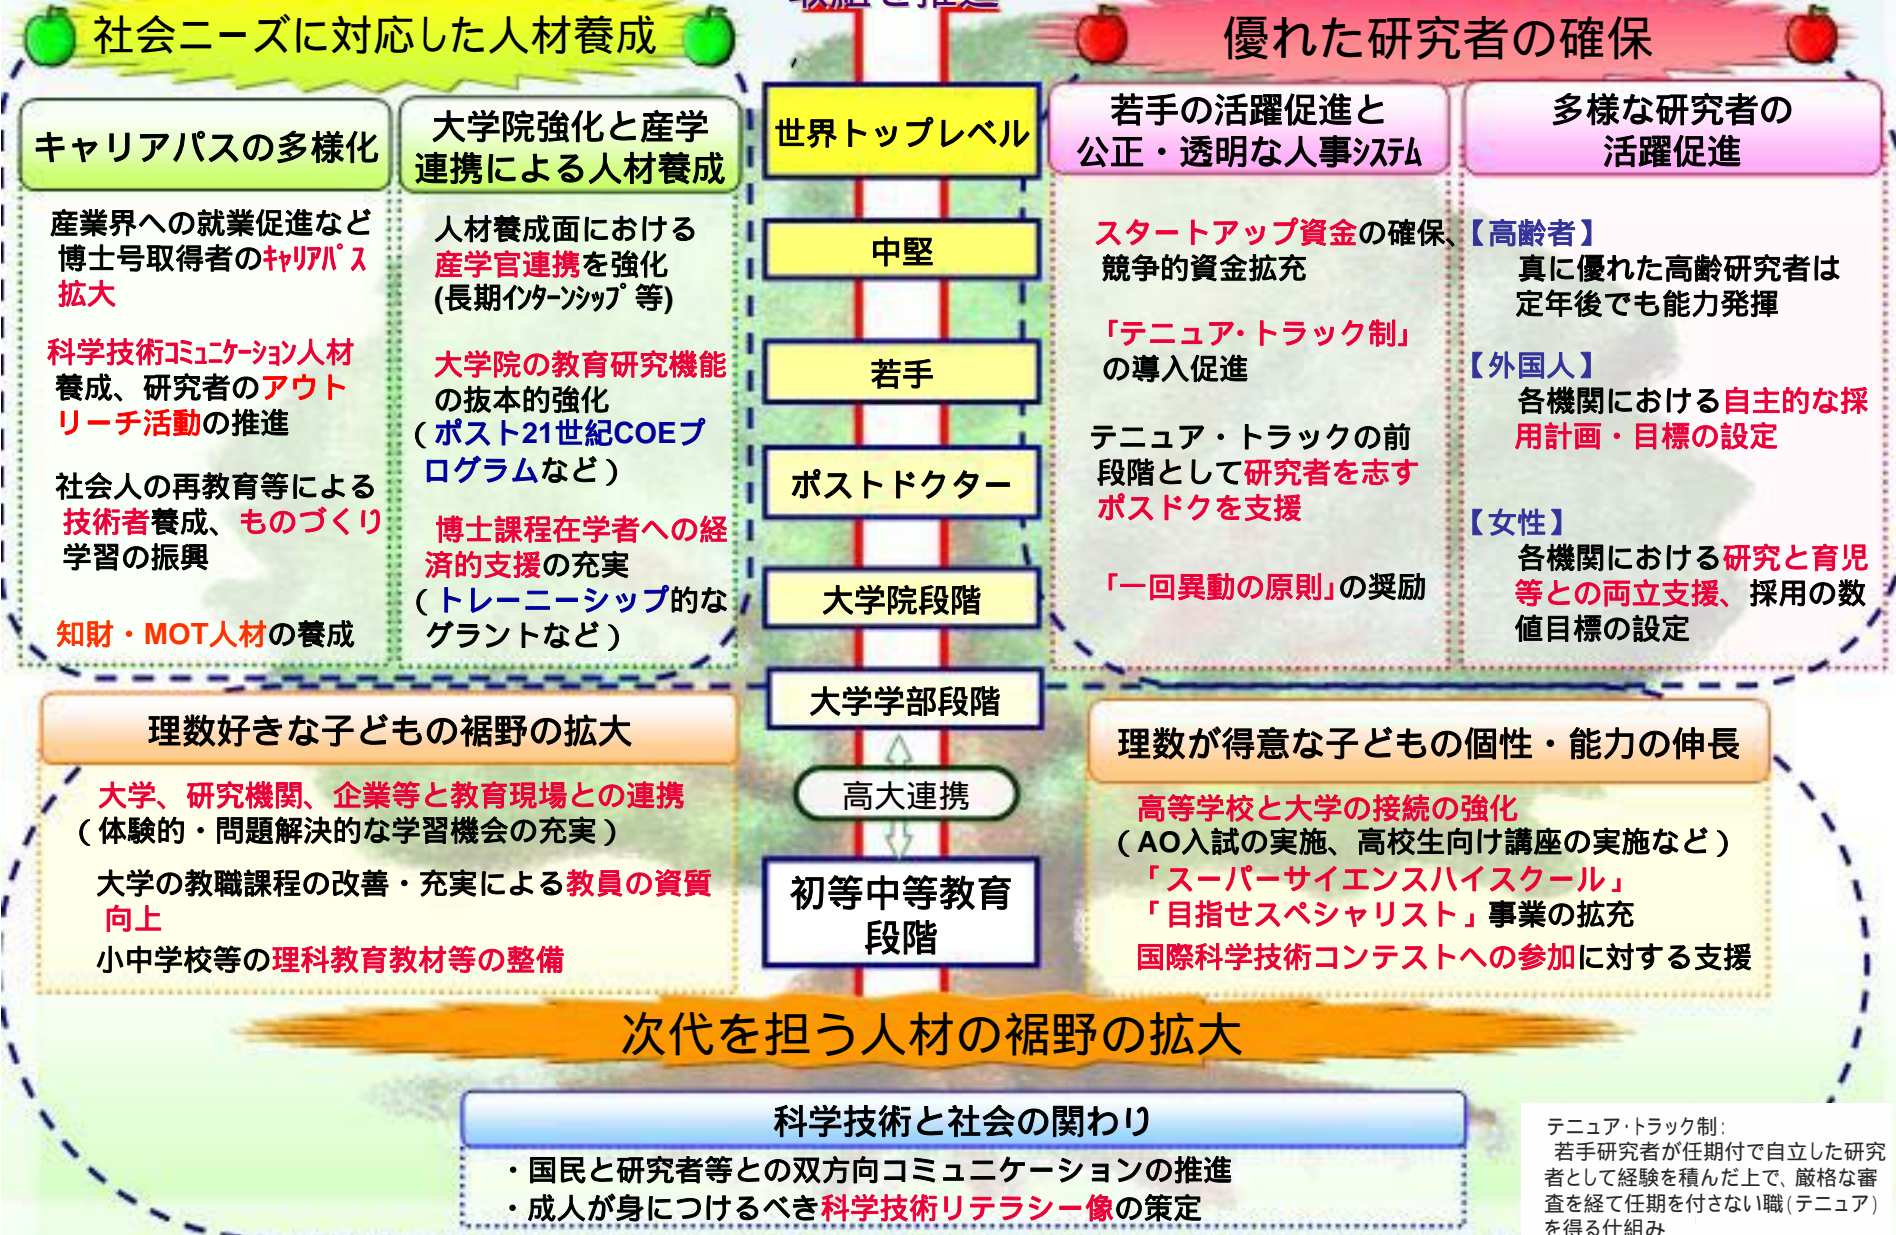 取組を推進
社会ニーズに対応した人材養成
優れた研究者の確保
キャリアパスの多様化
産業界への就業促進など
博士号取得者のｷｬﾘｱﾊﾟｽ
拡大
科学技術ｺﾐｭﾆｹｰｼｮﾝ人材
養成、研究者のアウト
リーチ活動の推進
社会人の再教育等による
技術者養成、ものづくり
学習の振興
知財・MOT人材の養成
大学院強化と産学
連携による人材養成
人材養成面における
産学官連携を強化
(長期ｲﾝﾀｰﾝｼｯﾌﾟ等)
大学院の教育研究機能
の抜本的強化
（ポスト21世紀COEプ
ログラムなど）
博士課程在学者への経
済的支援の充実
（トレーニーシップ的な
グラントなど）
世界トップレベル
中堅
若手
ポストドクター
大学院段階
大学学部段階
高大連携
初等中等教育
段階
若手の活躍促進と
公正・透明な人事ｼｽﾃﾑ
スタートアップ資金の確保、
競争的資金拡充
「テニュア・トラック制」
の導入促進
テニュア・トラックの前
段階として研究者を志す
ポスドクを支援
「一回異動の原則」の奨励
多様な研究者の
活躍促進
【高齢者】
真に優れた高齢研究者は
定年後でも能力発揮
【外国人】
各機関における自主的な採
用計画・目標の設定
【女性】
各機関における研究と育児
等との両立支援、採用の数
値目標の設定
理数好きな子どもの裾野の拡大
大学、研究機関、企業等と教育現場との連携
（体験的・問題解決的な学習機会の充実）
大学の教職課程の改善・充実による教員の資質
向上
小中学校等の理科教育教材等の整備
理数が得意な子どもの個性・能力の伸長
高等学校と大学の接続の強化
（AO入試の実施、高校生向け講座の実施など）
「スーパーサイエンスハイスクール」
「目指せスペシャリスト」事業の拡充
国際科学技術コンテストへの参加に対する支援
次代を担う人材の裾野の拡大
科学技術と社会の関わり
・国民と研究者等との双方向コミュニケーションの推進
・成人が身につけるべき科学技術リテラシー像の策定
テニュア・トラック制：
若手研究者が任期付で自立した研究
者として経験を積んだ上で、厳格な審
査を経て任期を付さない職（テニュア）
を得る仕組み